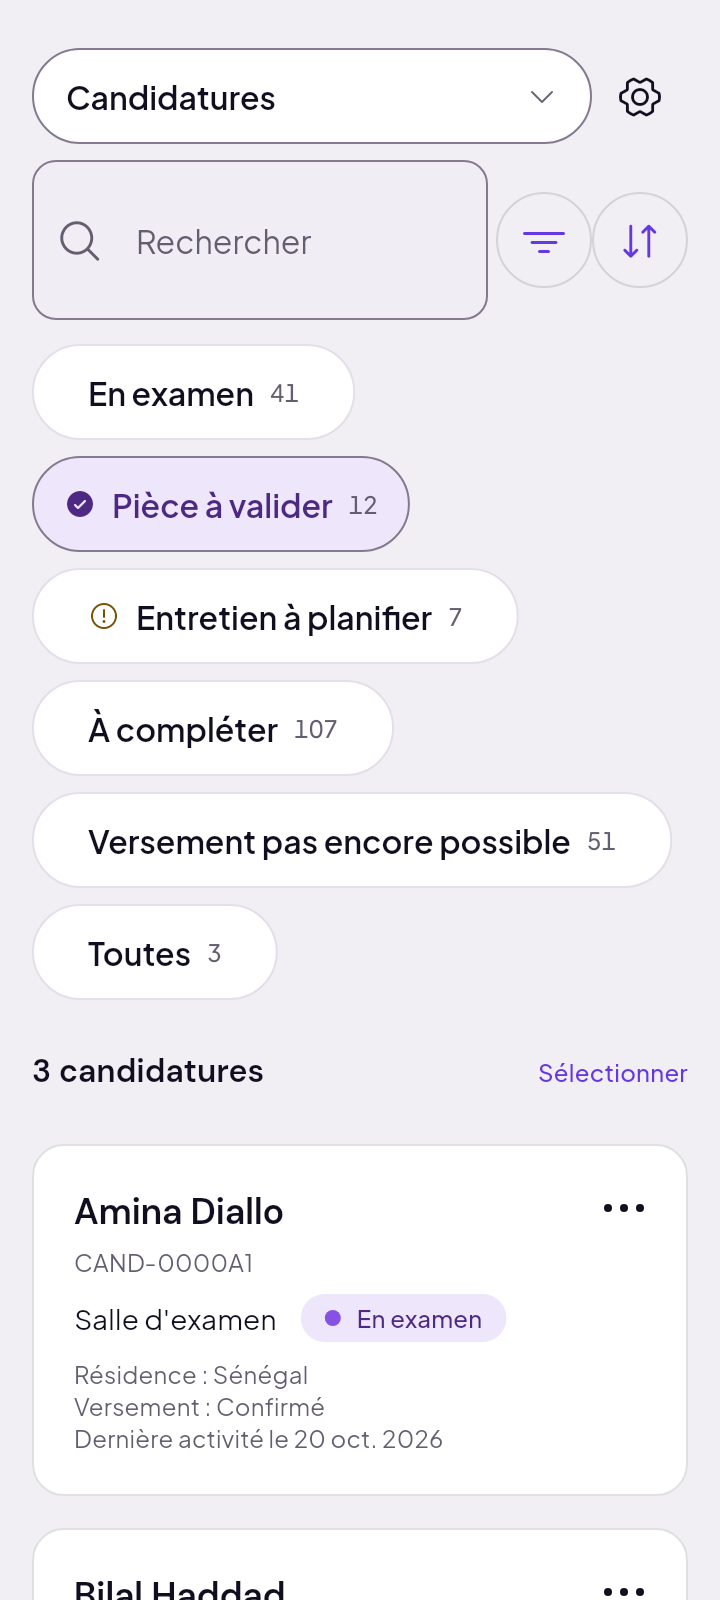 Candidatures
Rechercher
En examen 41
Pièce à valider 12
Entretien à planifier 7
À compléter 107
Versement pas encore possible 51
Toutes 3
3 candidatures Sélectionner
Amina Diallo
CAND-0000A1
Salle d'examen En examen
Résidence : Sénégal
Versement : Confirmé
Dernière activité le 20 oct. 2026
Bilal Haddad